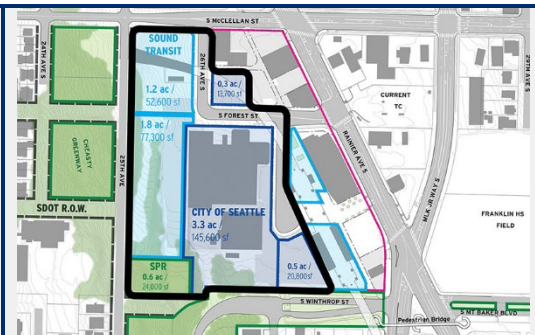 S McCLELLAN ST
24TH AVE S
SOUND
TRANSIT
26TH AVE S
29TH AVE S
1.2 ac /
52,600 sf
0.3 ac /
13,700 sf
CURRENT
TC
S FOREST ST
1.8 ac /
77,300 sf
CHEASTY
GREENWAY
25TH AVE
RAINIER AVE S
MLK JR WAY S
SDOT R.O.W.
CITY OF SEATTLE
3.3 ac /
145,600 sf
FRANKLIN HS
FIELD
SPR
0.6 ac /
24,000 sf
0.5 ac /
20,800 sf
S WINTHROP ST
Pedestrian Bridge
S MT BAKER BLVD